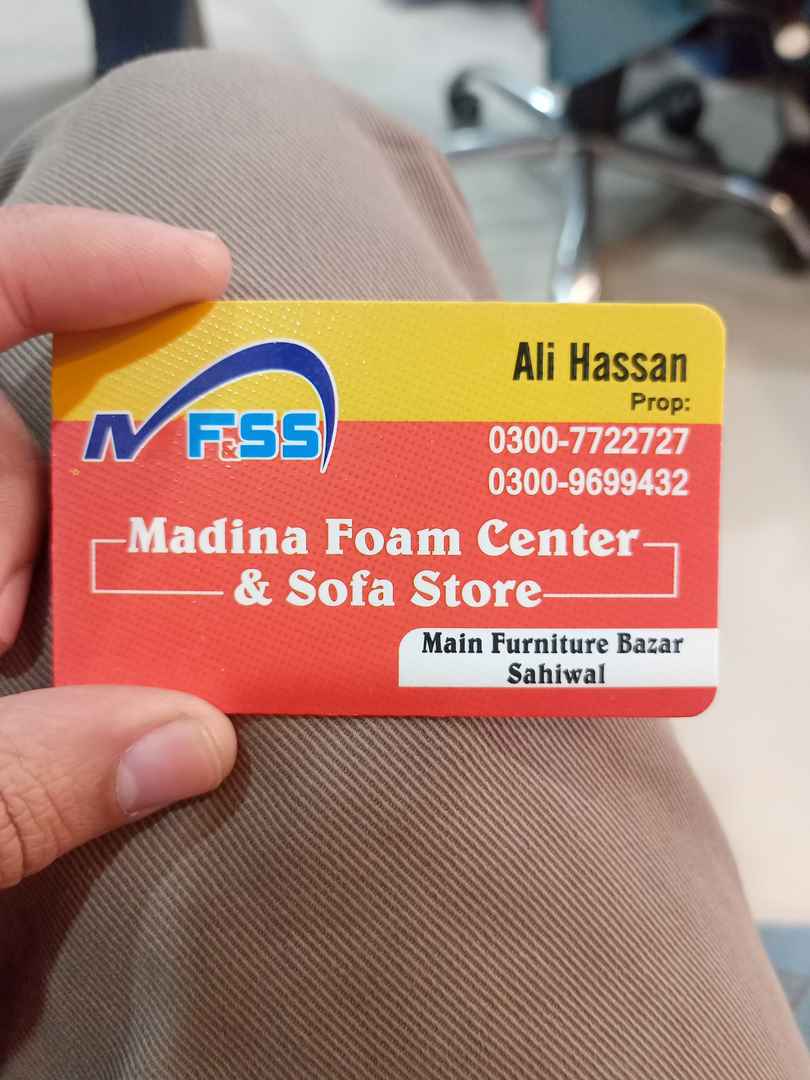 MF&SS
Ali Hassan
Prop:
0300-7722727
0300-9699432
Madina Foam Center
& Sofa Store
Main Furniture Bazar
Sahiwal